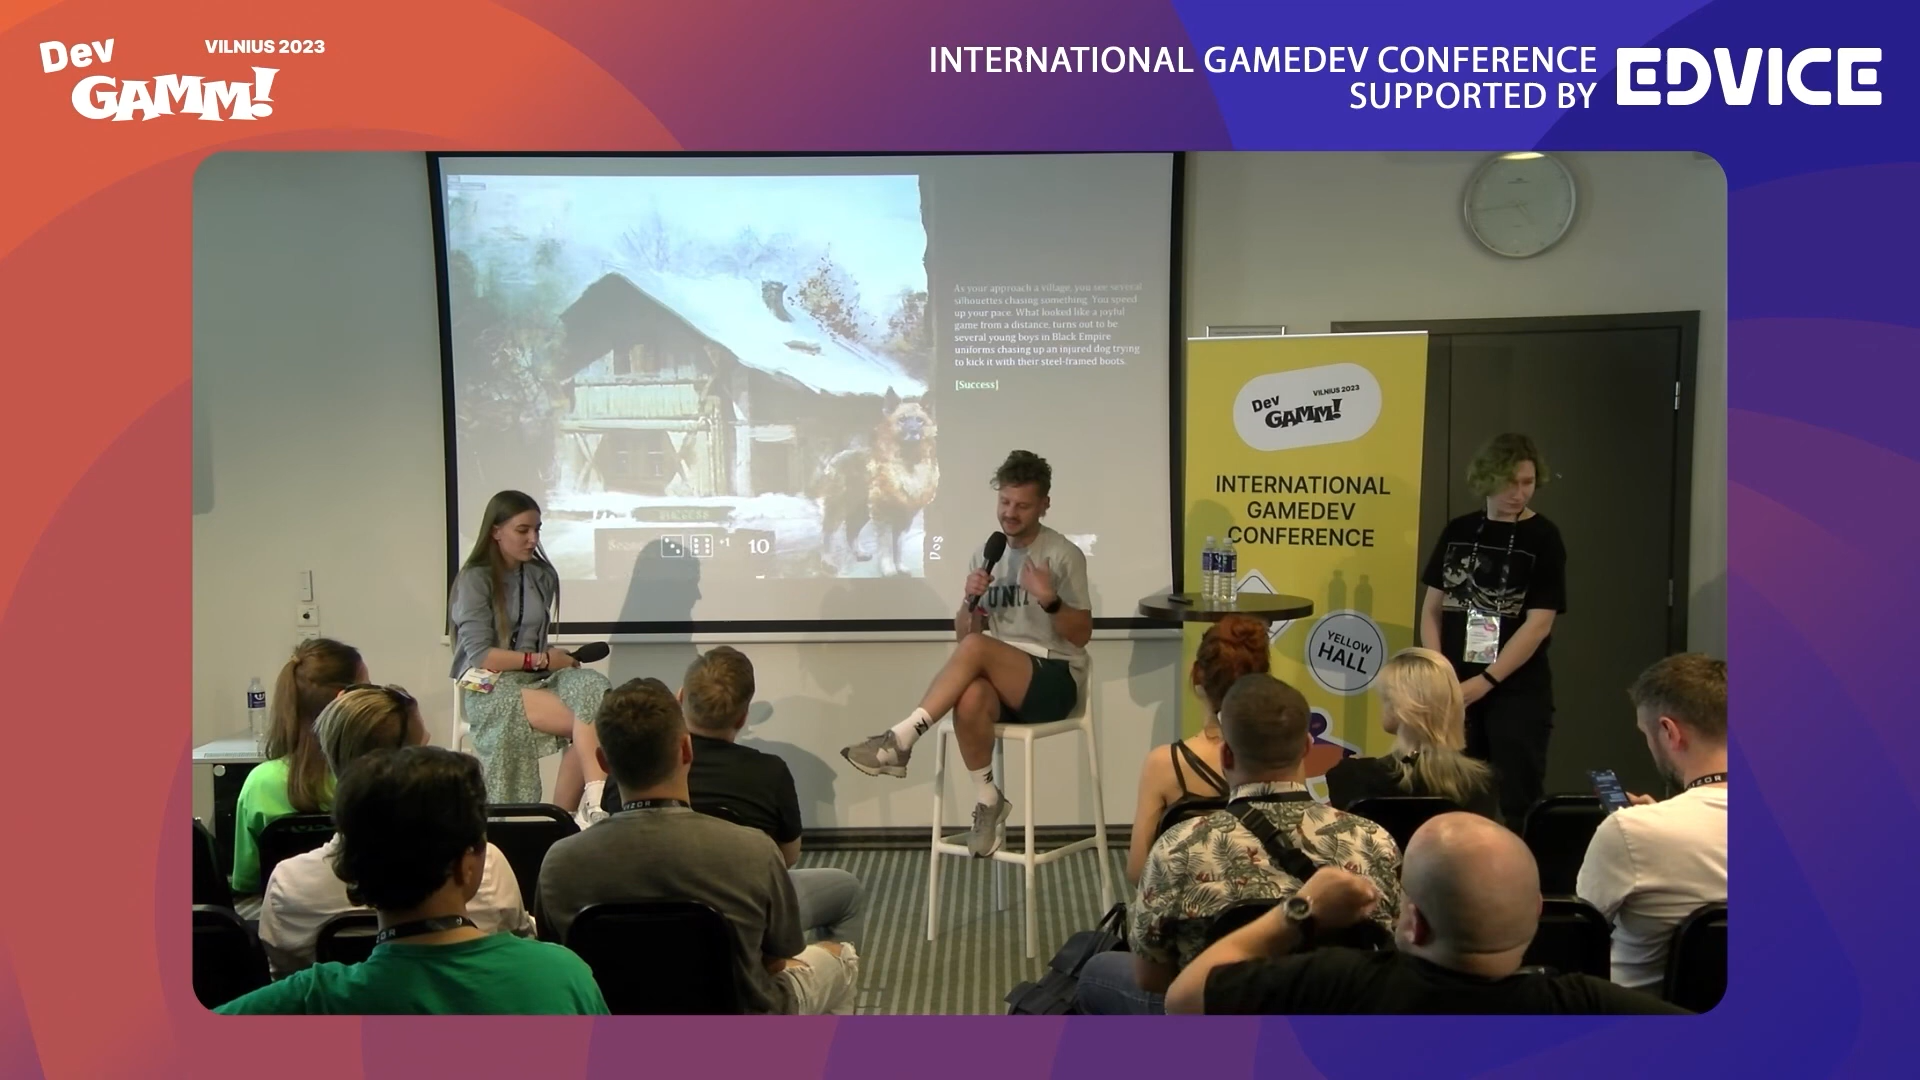 Dev
GAMM!
VILNIUS 2023
INTERNATIONAL GAMEDEV CONFERENCE
SUPPORTED BY
EDVICE
As your approach a village, you see several
silhouettes chasing something. You speed
up your pace. What looked like a joyful
game from a distance, turns out to be
several young boys in Black Empire
uniforms chasing up an injured dog trying
to kick it with their steel-framed boots.
[Success]
SUCCESS
+1
10
Dog
Dev
GAMM!
VILNIUS 2023
INTERNATIONAL
GAMEDEV
CONFERENCE
YELLOW
HALL